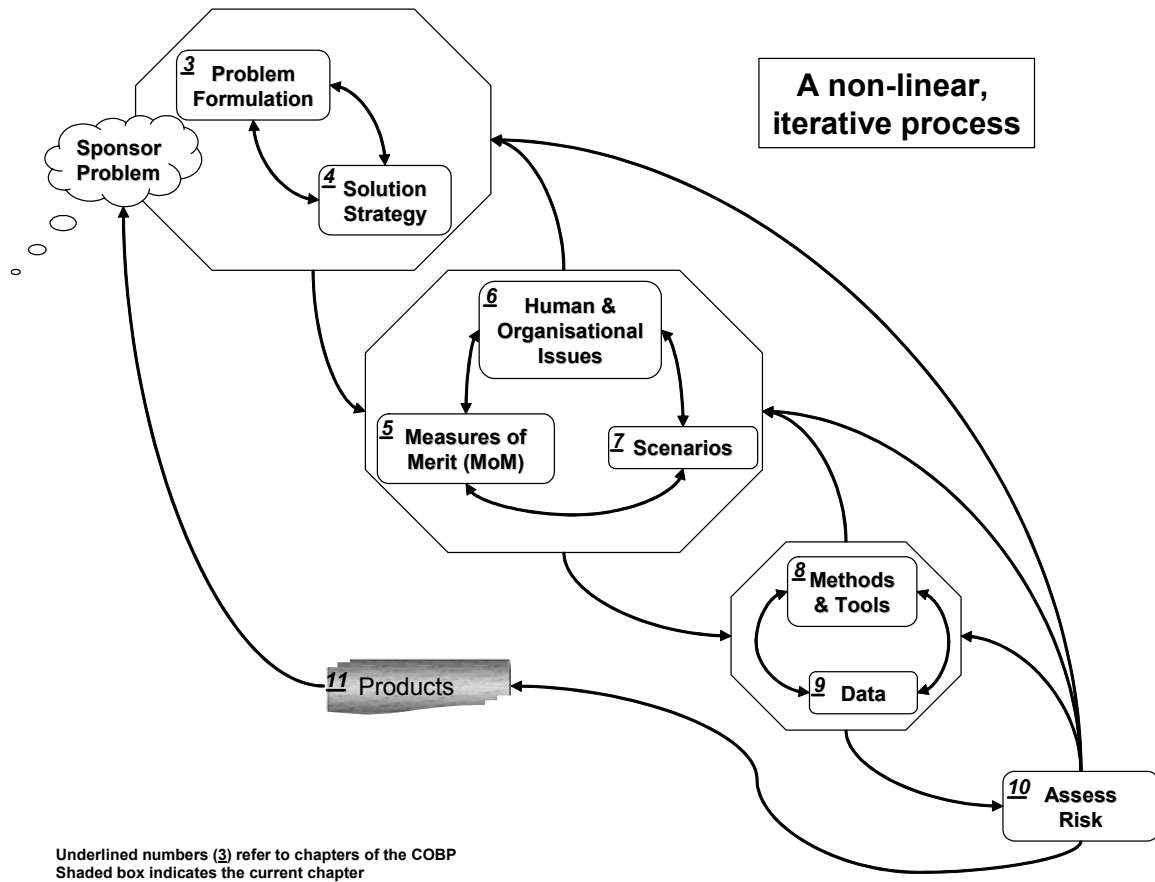 A non-linear,
iterative process
3
Problem
Formulation
Sponsor
Problem
4
Solution
Strategy
6
Human &
Organisational
Issues
5
Measures of
Merit (MoM)
7
Scenarios
8
Methods
& Tools
9
Data
11
Products
10
Assess
Risk
Underlined numbers (3) refer to chapters of the COBP
Shaded box indicates the current chapter